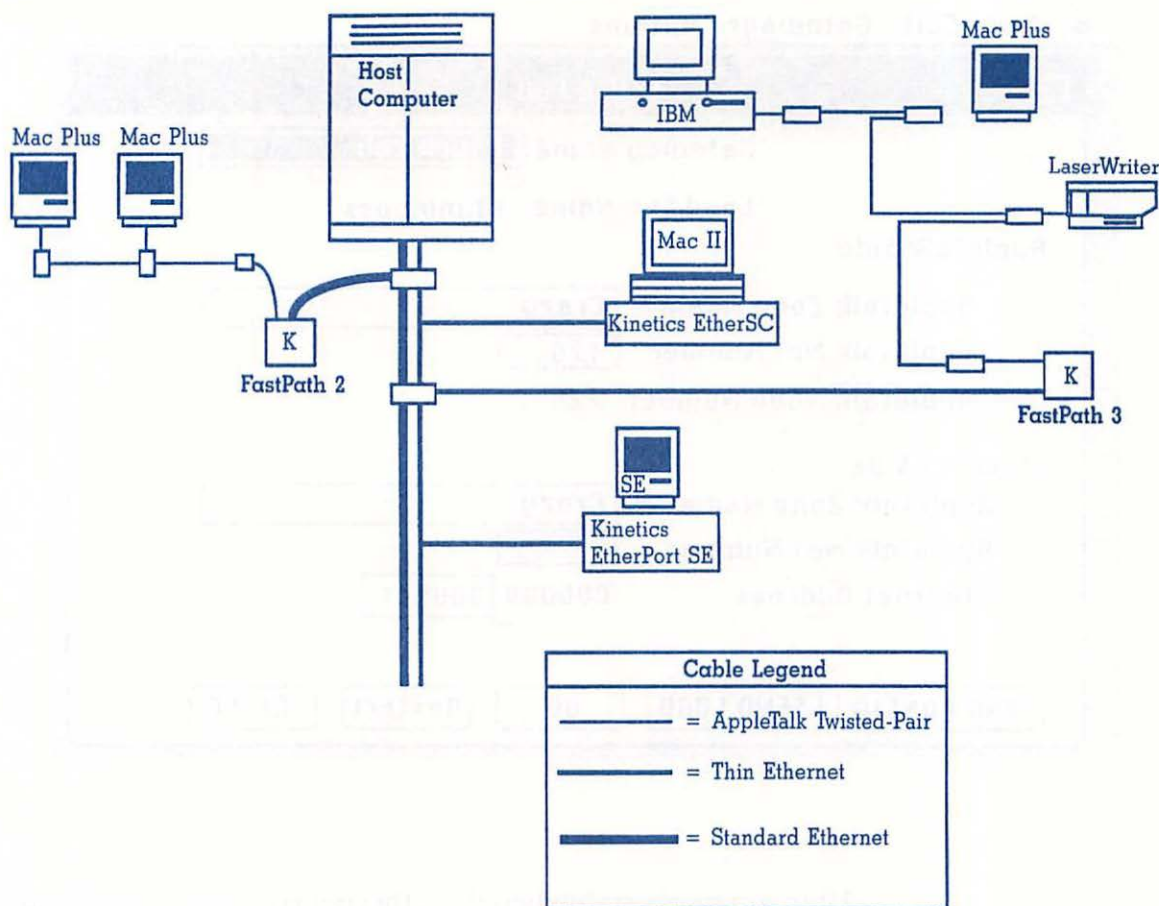 Host
Computer
IBM
Mac Plus
Mac Plus
Mac Plus
LaserWriter
Mac II
Kinetics EtherSC
K
FastPath 2
K
FastPath 3
SE
Kinetics
EtherPort SE
Cable Legend
= AppleTalk Twisted-Pair
= Thin Ethernet
= Standard Ethernet